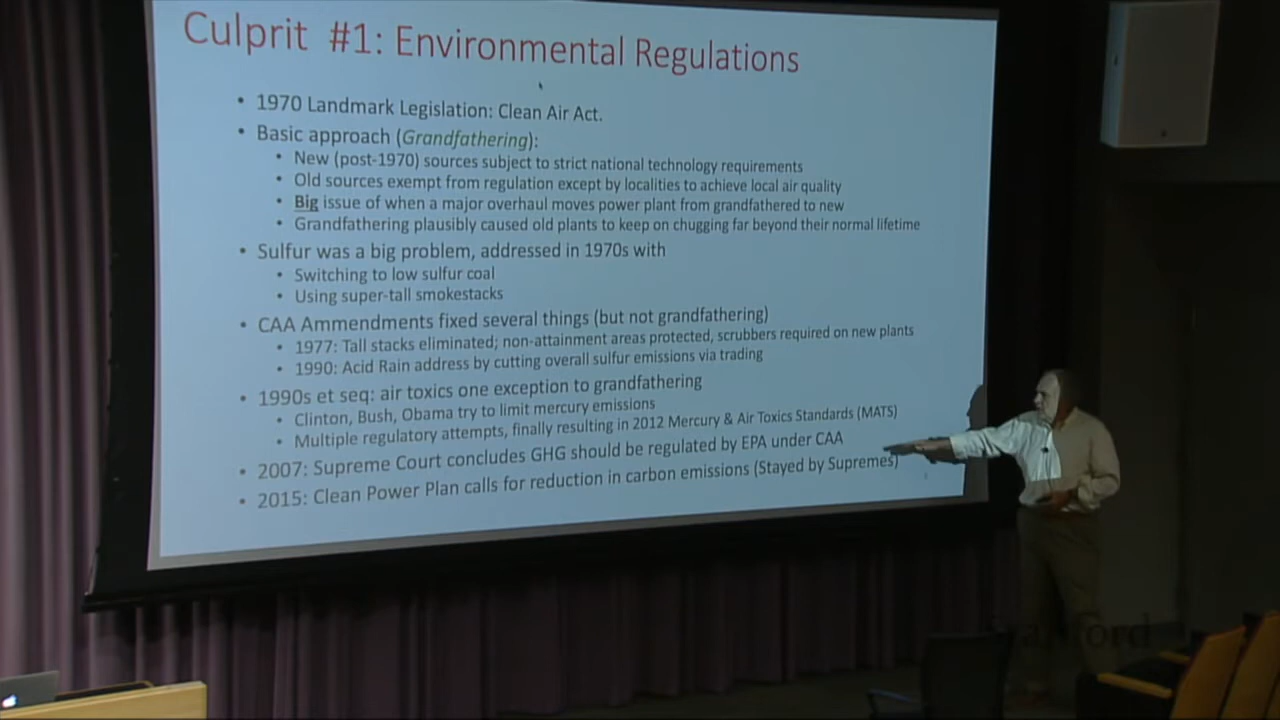 Culprit #1: Environmental Regulations
• 1970 Landmark Legislation: Clean Air Act.
• Basic approach (Grandfathering):
• New (post-1970) sources subject to strict national technology requirements
• Old sources exempt from regulation except by localities to achieve local air quality
• Big issue of when a major overhaul moves power plant from grandfathered to new
• Grandfathering plausibly caused old plants to keep on chugging far beyond their normal lifetime
• Sulfur was a big problem, addressed in 1970s with
• Switching to low sulfur coal
• Using super-tall smokestacks
• CAA Ammendments fixed several things (but not grandfathering)
• 1977: Tall stacks eliminated; non-attainment areas protected, scrubbers required on new plants
• 1990: Acid Rain address by cutting overall sulfur emissions via trading
• 1990s et seq: air toxics one exception to grandfathering
• Clinton, Bush, Obama try to limit mercury emissions
• Multiple regulatory attempts, finally resulting in 2012 Mercury & Air Toxics Standards (MATS)
• 2007: Supreme Court concludes GHG should be regulated by EPA under CAA
• 2015: Clean Power Plan calls for reduction in carbon emissions (Stayed by Supremes)